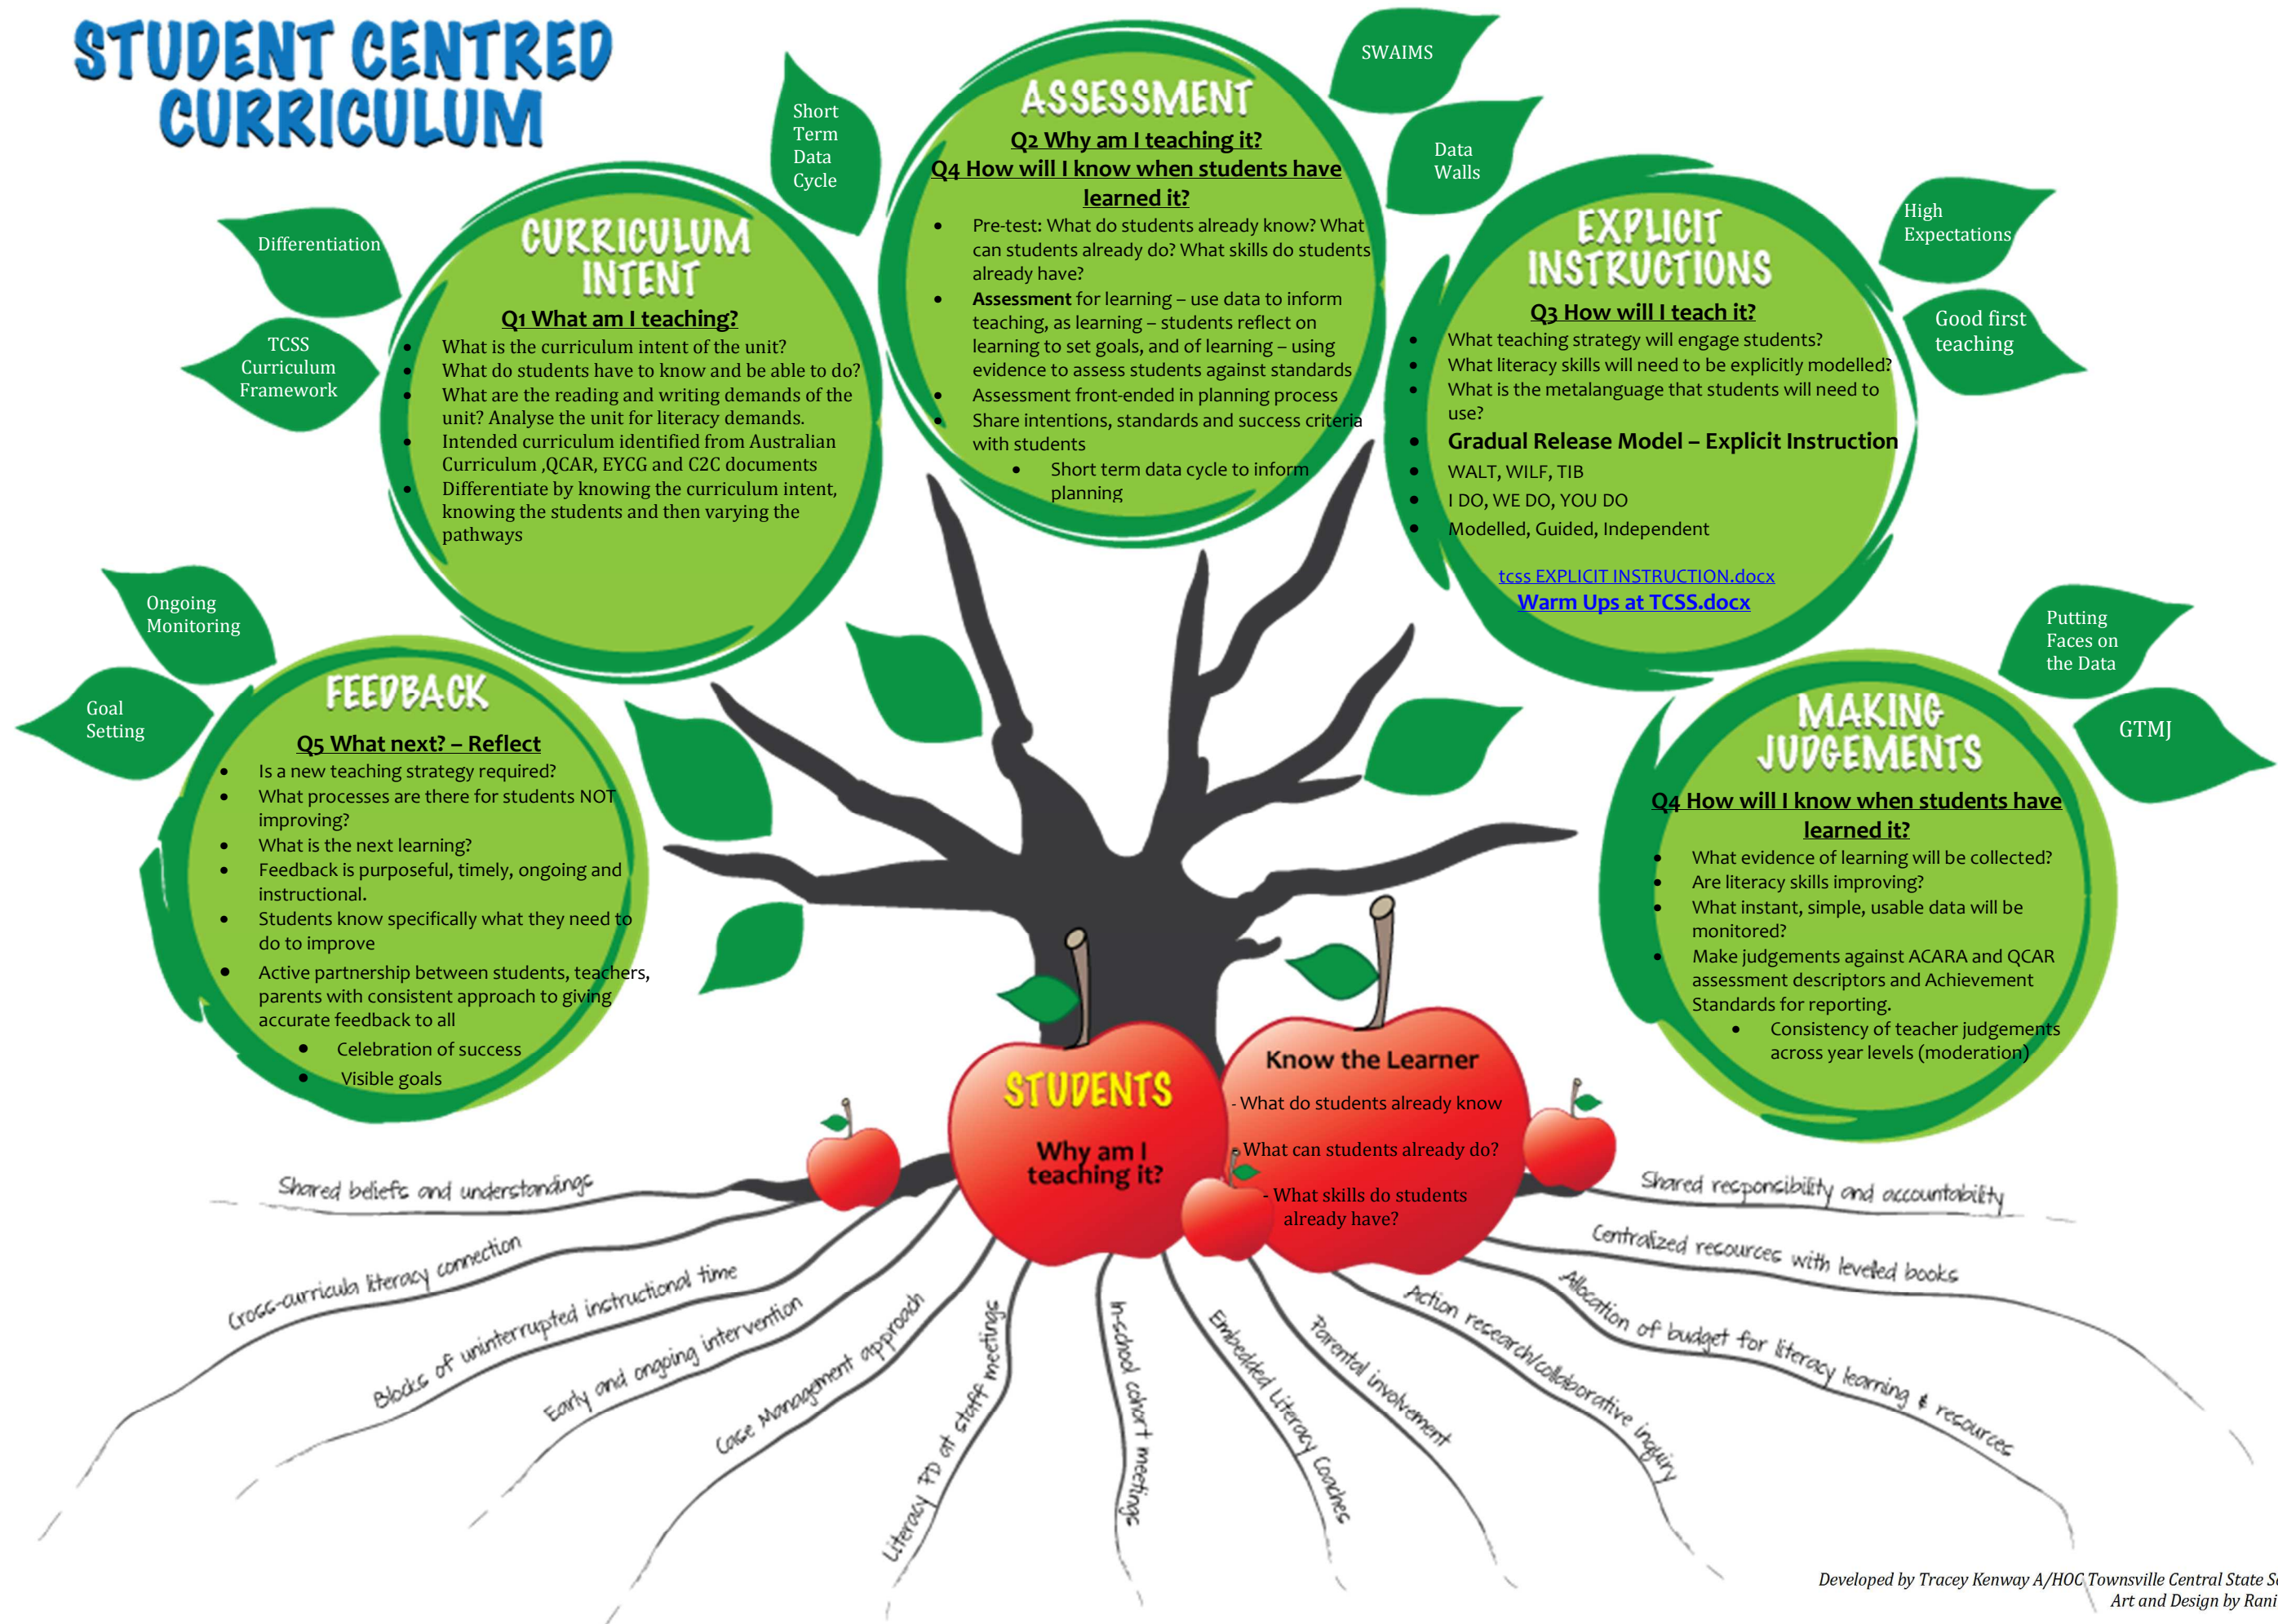 STUDENT CENTRED
CURRICULUM
Differentiation
TCSS
Curriculum
Framework
CURRICULUM
INTENT
Q1 What am I teaching?
• What is the curriculum intent of the unit?
• What do students have to know and be able to do?
• What are the reading and writing demands of the
unit? Analyse the unit for literacy demands.
• Intended curriculum identified from Australian
Curriculum ,QCAR, EYCG and C2C documents
• Differentiate by knowing the curriculum intent,
knowing the students and then varying the
pathways
Short
Term
Data
Cycle
ASSESSMENT
Q2 Why am I teaching it?
Q4 How will I know when students have
learned it?
• Pre-test: What do students already know? What
can students already do? What skills do students
already have?
• Assessment for learning – use data to inform
teaching, as learning – students reflect on
learning to set goals, and of learning – using
evidence to assess students against standards
• Assessment front-ended in planning process
• Share intentions, standards and success criteria
with students
• Short term data cycle to inform
planning
SWAIMS
Data
Walls
EXPLICIT
INSTRUCTIONS
Q3 How will I teach it?
• What teaching strategy will engage students?
• What literacy skills will need to be explicitly modelled?
• What is the metalanguage that students will need to
use?
• Gradual Release Model – Explicit Instruction
• WALT, WILF, TIB
• I DO, WE DO, YOU DO
• Modelled, Guided, Independent
tcss EXPLICIT INSTRUCTION.docx
Warm Ups at TCSS.docx
High
Expectations
Good first
teaching
Ongoing
Monitoring
Goal
Setting
FEEDBACK
Q5 What next? – Reflect
• Is a new teaching strategy required?
• What processes are there for students NOT
improving?
• What is the next learning?
• Feedback is purposeful, timely, ongoing and
instructional.
• Students know specifically what they need to
do to improve
• Active partnership between students, teachers,
parents with consistent approach to giving
accurate feedback to all
• Celebration of success
• Visible goals
Putting
Faces on
the Data
GTMJ
MAKING
JUDGEMENTS
Q4 How will I know when students have
learned it?
• What evidence of learning will be collected?
• Are literacy skills improving?
• What instant, simple, usable data will be
monitored?
• Make judgements against ACARA and QCAR
assessment descriptors and Achievement
Standards for reporting.
• Consistency of teacher judgements
across year levels (moderation)
STUDENTS
Why am I
teaching it?
Know the Learner
- What do students already know
- What can students already do?
- What skills do students
already have?
Shared beliefs and understandings
Cross-curricula literacy connection
Blocks of uninterrupted instructional time
Early and ongoing intervention
Case Management approach
Literacy PD at staff meetings
In-school cohort meetings
Embedded Literacy Coaches
Parental involvement
Action research/collaborative inquiry
Allocation of budget for literacy learning & resources
Centralized resources with levelled books
Shared responsibility and accountability
Developed by Tracey Kenway A/HOC Townsville Central State
Art and Design by Rani